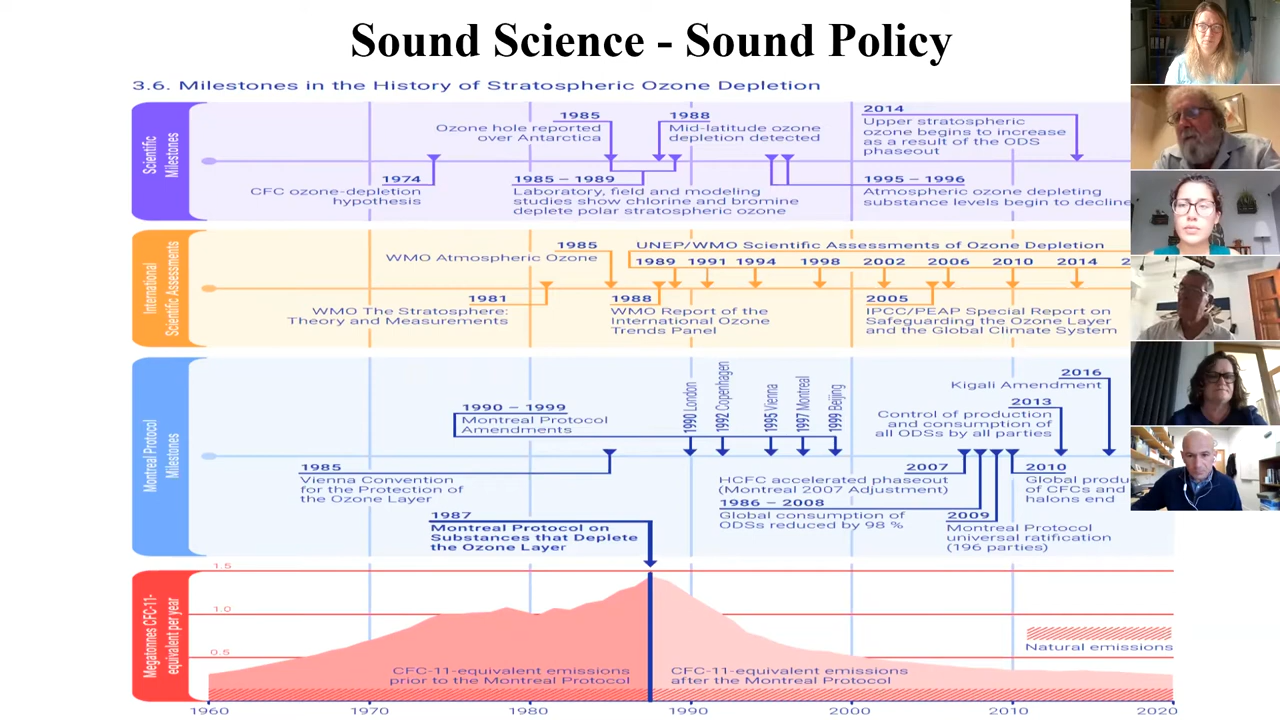 Sound Science - Sound Policy
3.6. Milestones in the History of Stratospheric Ozone Depletion
Scientific
Milestones
1985
Ozone hole reported
over Antarctica
1988
Mid-latitude ozone
depletion detected
2014
Upper stratospheric
ozone begins to increase
as a result of the ODS
phaseout
1974
CFC ozone-depletion
hypothesis
1985 – 1989
Laboratory, field and modeling
studies show chlorine and bromine
deplete polar stratospheric ozone
1995 – 1996
Atmospheric ozone depleting
substance levels begin to decline
International
Scientific Assessments
1985
WMO Atmospheric Ozone
UNEP/WMO Scientific Assessments of Ozone Depletion
1989 1991 1994 1998 2002 2006 2010 2014 2
1981
WMO The Stratosphere:
Theory and Measurements
1988
WMO Report of the
International Ozone
Trends Panel
2005
IPCC/PEAP Special Report on
Safeguarding the Ozone Layer
and the Global Climate System
Montreal Protocol
Milestones
1990 – 1999
Montreal Protocol
Amendments
1990 London
1992 Copenhagen
1995 Vienna
1997 Montreal
1999 Beijing
2016
Kigali Amendment
2013
Control of production
and consumption of
all ODSs by all parties
1985
Vienna Convention
for the Protection of
the Ozone Layer
1987
Montreal Protocol on
Substances that Deplete
the Ozone Layer
2007
HCFC accelerated phaseout
(Montreal 2007 Adjustment)
1986 – 2008
Global consumption of
ODSs reduced by 98 %
2009
Montreal Protocol
universal ratification
(196 parties)
2010
Global produ
of CFCs and
halons end
Megatonnes CFC-11-
equivalent per year
1.5
1.0
0.5
CFC-11-equivalent emissions
prior to the Montreal Protocol
CFC-11-equivalent emissions
after the Montreal Protocol
Natural emissions
1960 1970 1980 1990 2000 2010 2020